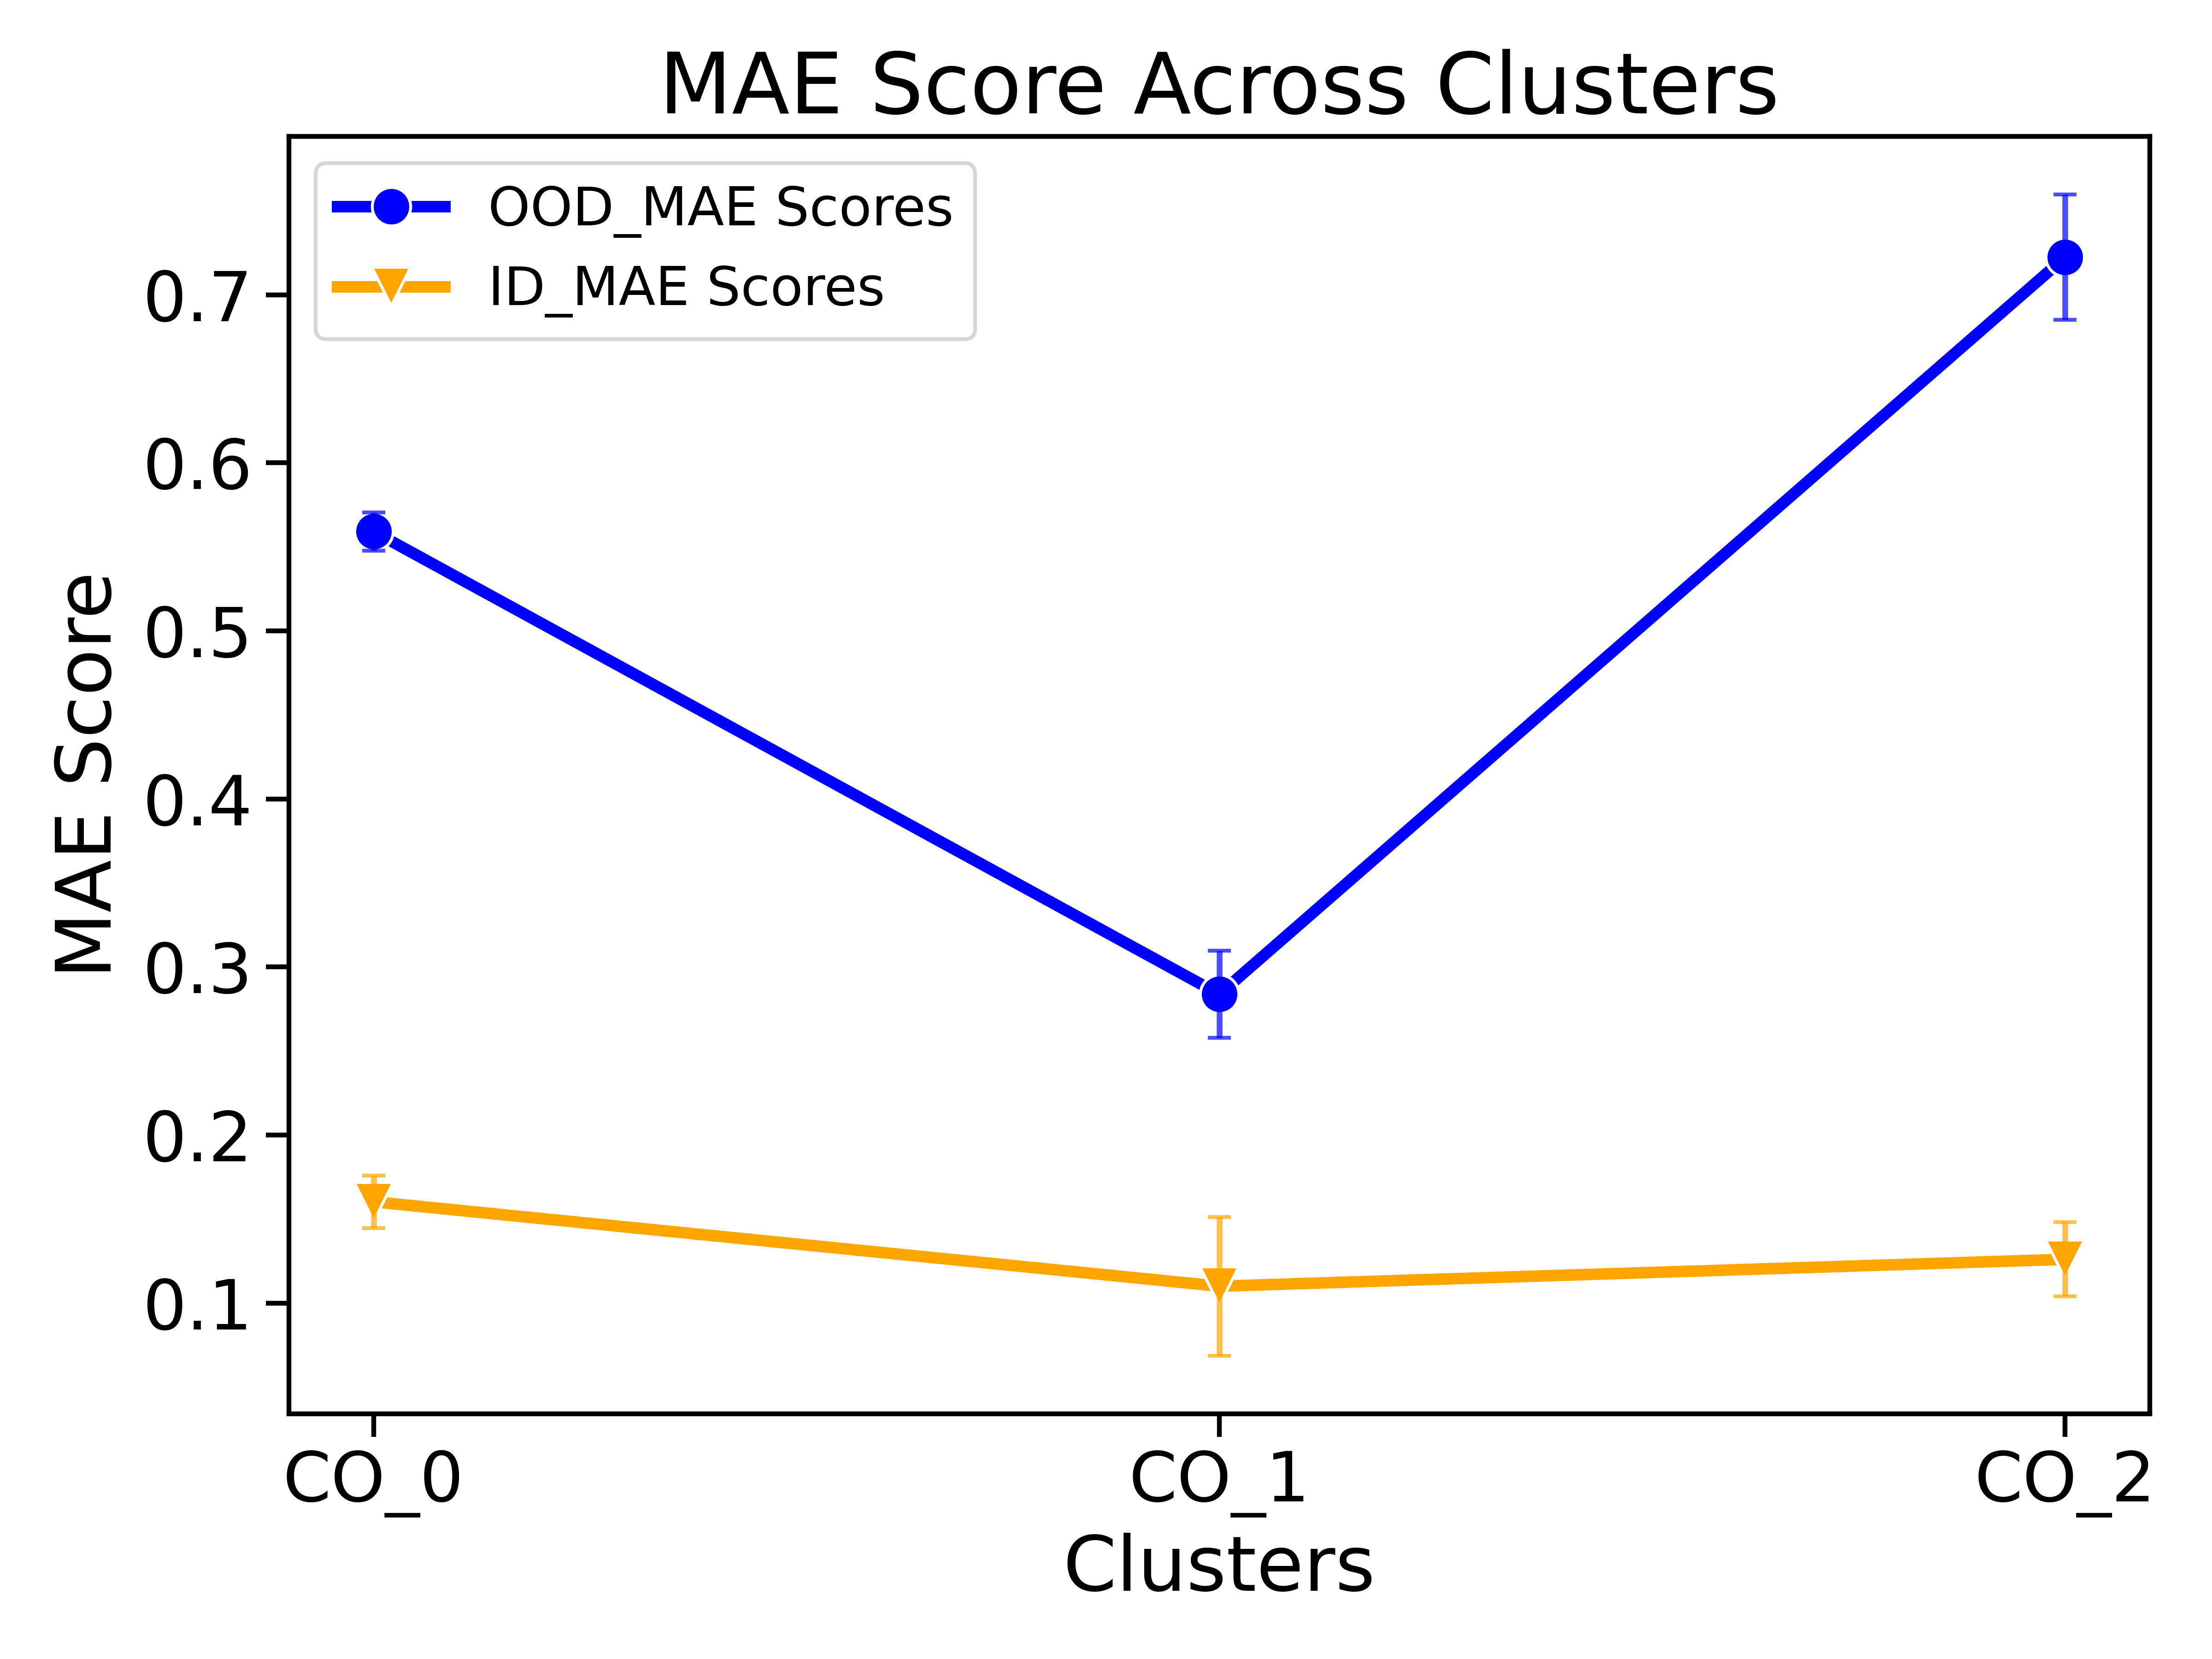 MAE Score Across Clusters
OOD_MAE Scores
ID_MAE Scores
MAE Score
0.7
0.6
0.5
0.4
0.3
0.2
0.1
CO_0 CO_1 CO_2
Clusters